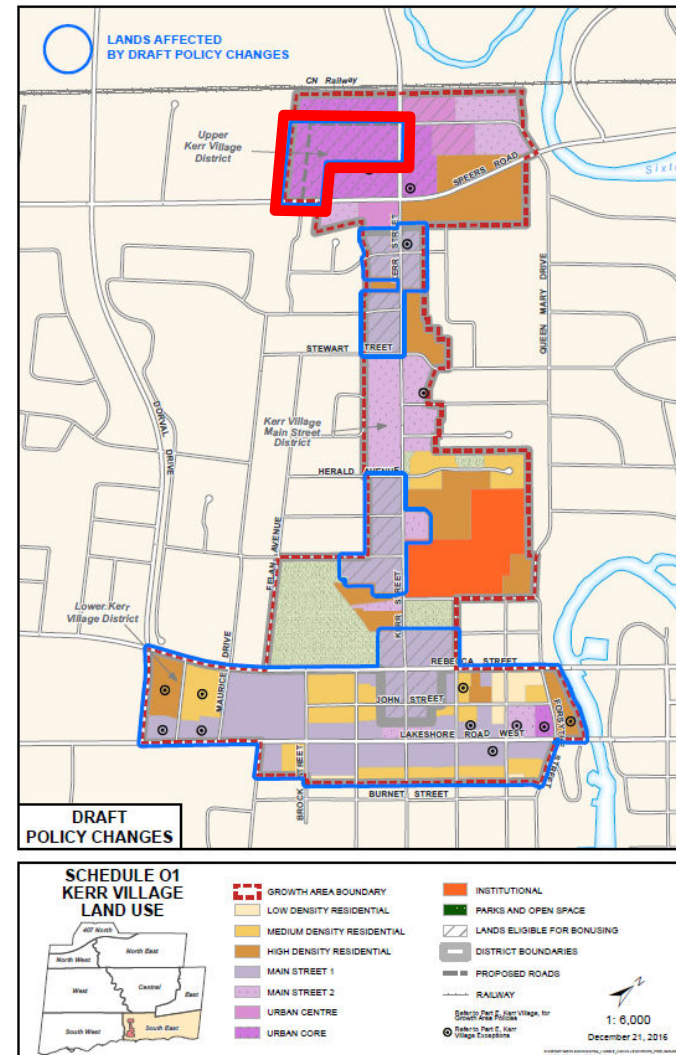 LANDS AFFECTED
BY DRAFT POLICY CHANGES
CN Railway
Upper
Kerr Village
District
SPEERS ROAD
KERR STREET
QUEEN MARY DRIVE
STEWART STREET
DORVAL DRIVE
Kerr Village
Main Street
District
HERALD AVENUE
FELAN AVENUE
KERR STREET
Lower Kerr
Village District
MAURICE DRIVE
REBECCA STREET
JOHN STREET
FORSYTHE STREET
LAKESHORE ROAD WEST
BROCK STREET
BURNET STREET
DRAFT
POLICY CHANGES
SCHEDULE O1
KERR VILLAGE
LAND USE
407 North
North West
North East
West
Central
East
South West
South East
GROWTH AREA BOUNDARY
LOW DENSITY RESIDENTIAL
MEDIUM DENSITY RESIDENTIAL
HIGH DENSITY RESIDENTIAL
MAIN STREET 1
MAIN STREET 2
URBAN CENTRE
URBAN CORE
INSTITUTIONAL
PARKS AND OPEN SPACE
LANDS ELIGIBLE FOR BONUSING
DISTRICT BOUNDARIES
PROPOSED ROADS
RAILWAY
Refer to Part E, Kerr Village, for
Growth Area Policies
Refer to Part E, Kerr
Village Exceptions
1: 6,000
December 21, 2016